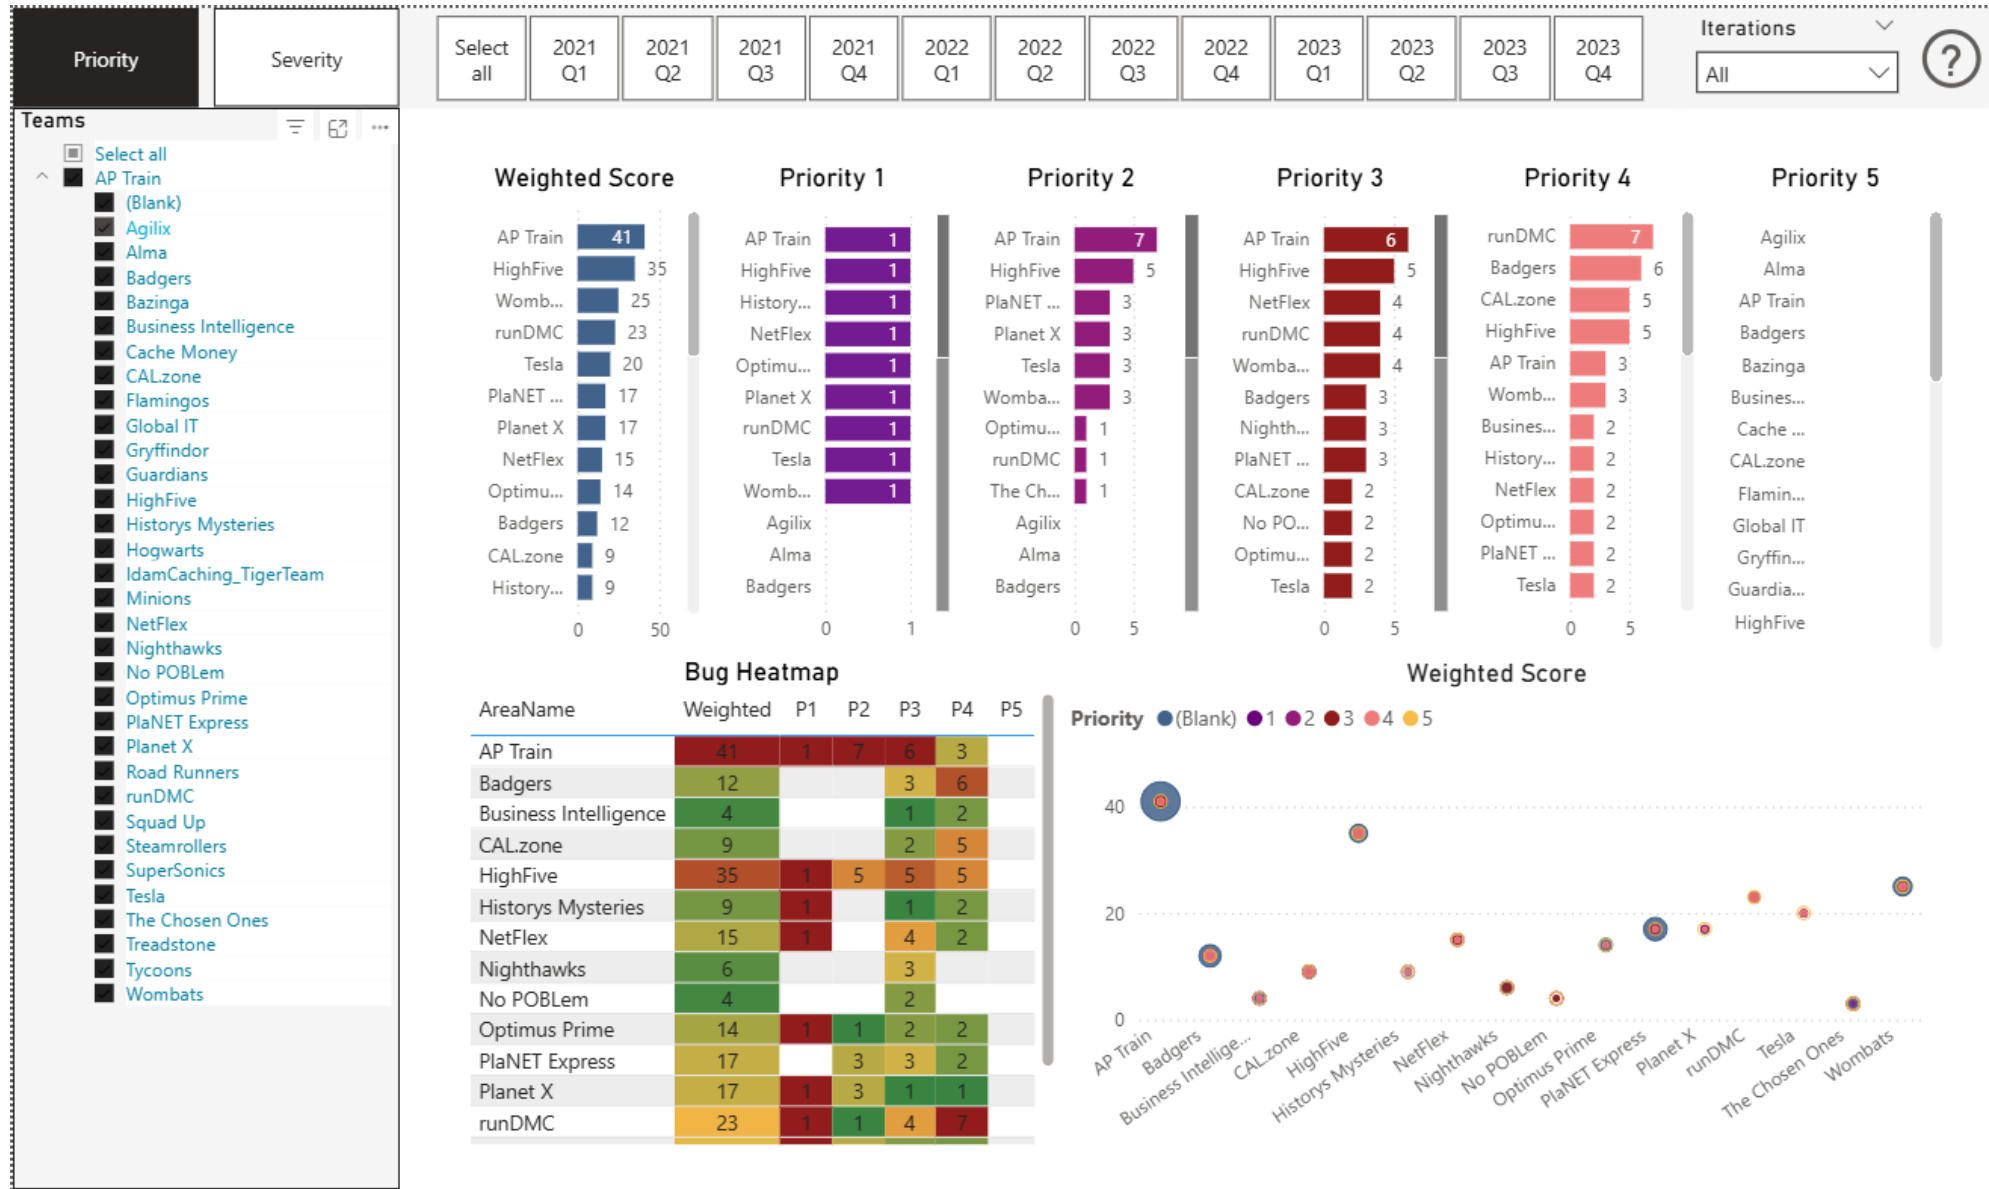 Priority
Severity
Select all
2021 Q1
2021 Q2
2021 Q3
2021 Q4
2022 Q1
2022 Q2
2022 Q3
2022 Q4
2023 Q1
2023 Q2
2023 Q3
2023 Q4
Iterations
All
?
Teams
Select all
AP Train
(Blank)
Agilix
Alma
Badgers
Bazinga
Business Intelligence
Cache Money
CAL.zone
Flamingos
Global IT
Gryffindor
Guardians
HighFive
Historys Mysteries
Hogwarts
IdamCaching_TigerTeam
Minions
NetFlex
Nighthawks
No POBLem
Optimus Prime
PlaNET Express
Planet X
Road Runners
runDMC
Squad Up
Steamrollers
SuperSonics
Tesla
The Chosen Ones
Treadstone
Tycoons
Wombats
Weighted Score
AP Train 41
HighFive 35
Womb... 25
runDMC 23
Tesla 20
PlaNET ... 17
Planet X 17
NetFlex 15
Optimu... 14
Badgers 12
CAL.zone 9
History... 9
0 50
Priority 1
AP Train 1
HighFive 1
History... 1
NetFlex 1
Optimu... 1
Planet X 1
runDMC 1
Tesla 1
Womb... 1
Agilix
Alma
Badgers
0 1
Priority 2
AP Train 7
HighFive 5
PlaNET ... 3
Planet X 3
Tesla 3
Womba... 3
Optimu... 1
runDMC 1
The Ch... 1
Agilix
Alma
Badgers
0 5
Priority 3
AP Train 6
HighFive 5
NetFlex 4
runDMC 4
Womba... 4
Badgers 3
Nighth... 3
PlaNET ... 3
CAL.zone 2
No PO... 2
Optimu... 2
Tesla 2
0 5
Priority 4
runDMC 7
Badgers 6
CAL.zone 5
HighFive 5
AP Train 3
Womb... 3
Busines... 2
History... 2
NetFlex 2
Optimu... 2
PlaNET ... 2
Tesla 2
0 5
Priority 5
Agilix
Alma
AP Train
Badgers
Bazinga
Busines...
Cache ...
CAL.zone
Flamin...
Global IT
Gryffin...
Guardia...
HighFive
Bug Heatmap
AreaName Weighted P1 P2 P3 P4 P5
AP Train 41 1 7 6 3
Badgers 12 3 6
Business Intelligence 4 1 2
CAL.zone 9 2 5
HighFive 35 1 5 5 5
Historys Mysteries 9 1 1 2
NetFlex 15 1 4 2
Nighthawks 6 3
No POBLem 4 2
Optimus Prime 14 1 1 2 2
PlaNET Express 17 3 3 2
Planet X 17 1 3 1 1
runDMC 23 1 1 4 7
Weighted Score
Priority (Blank) 1 2 3 4 5
40
20
0
AP Train
Badgers
Business Intellige...
CAL.zone
HighFive
Historys Mysteries
NetFlex
Nighthawks
No POBLem
Optimus Prime
PlaNET Express
Planet X
runDMC
Tesla
The Chosen Ones
Wombats